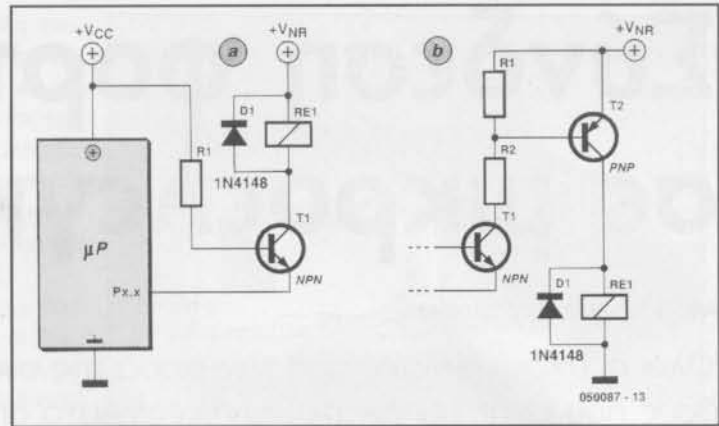 +VCC
a
+VNR
R1
D1
RE1
1N4148
T1
NPN
µP
Px.x
b
+VNR
R1
T2
R2
PNP
T1
NPN
D1
RE1
1N4148
050087 - 13